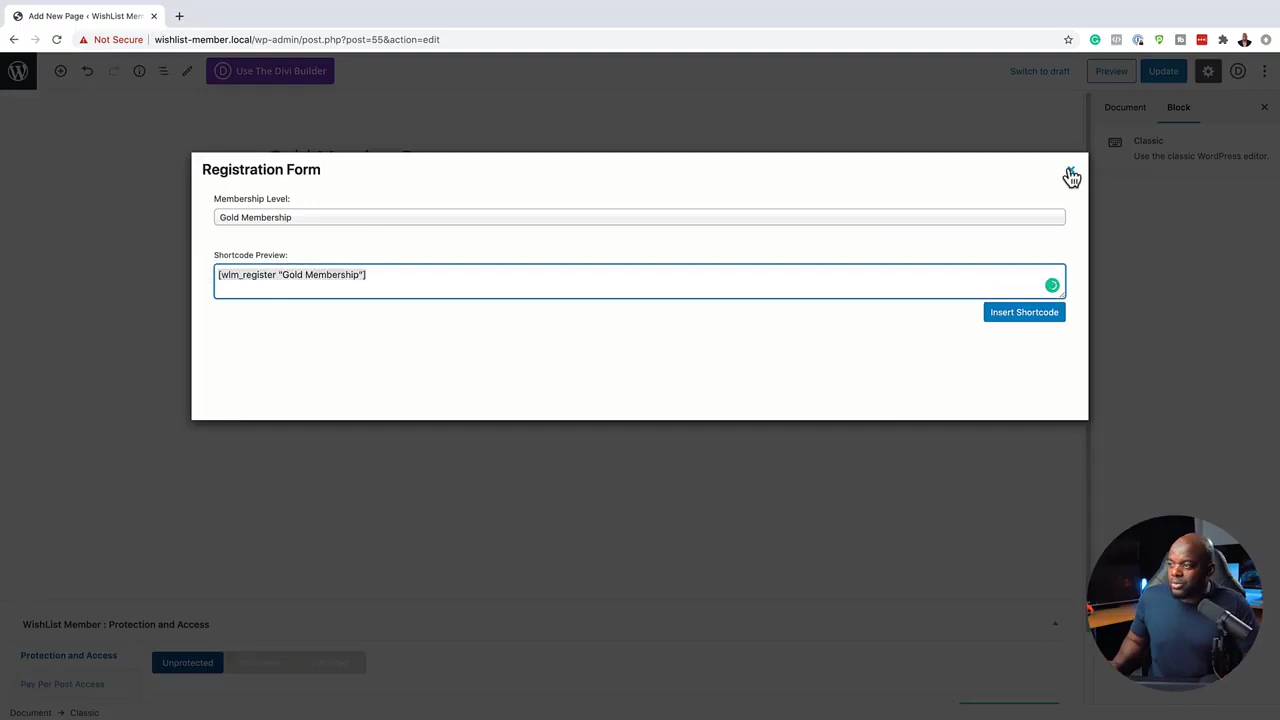 Add New Page < WishList Mem
Not Secure
wishlist-member.local/wp-admin/post.php?post=55&action=edit
Use The Divi Builder
Switch to draft
Preview
Update
Document
Block
Classic
Use the classic WordPress editor.
Registration Form
Membership Level:
Gold Membership
Shortcode Preview:
[wlm_register "Gold Membership"]
Insert Shortcode
WishList Member : Protection and Access
Protection and Access
Unprotected
Pay Per Post Access
Document → Classic